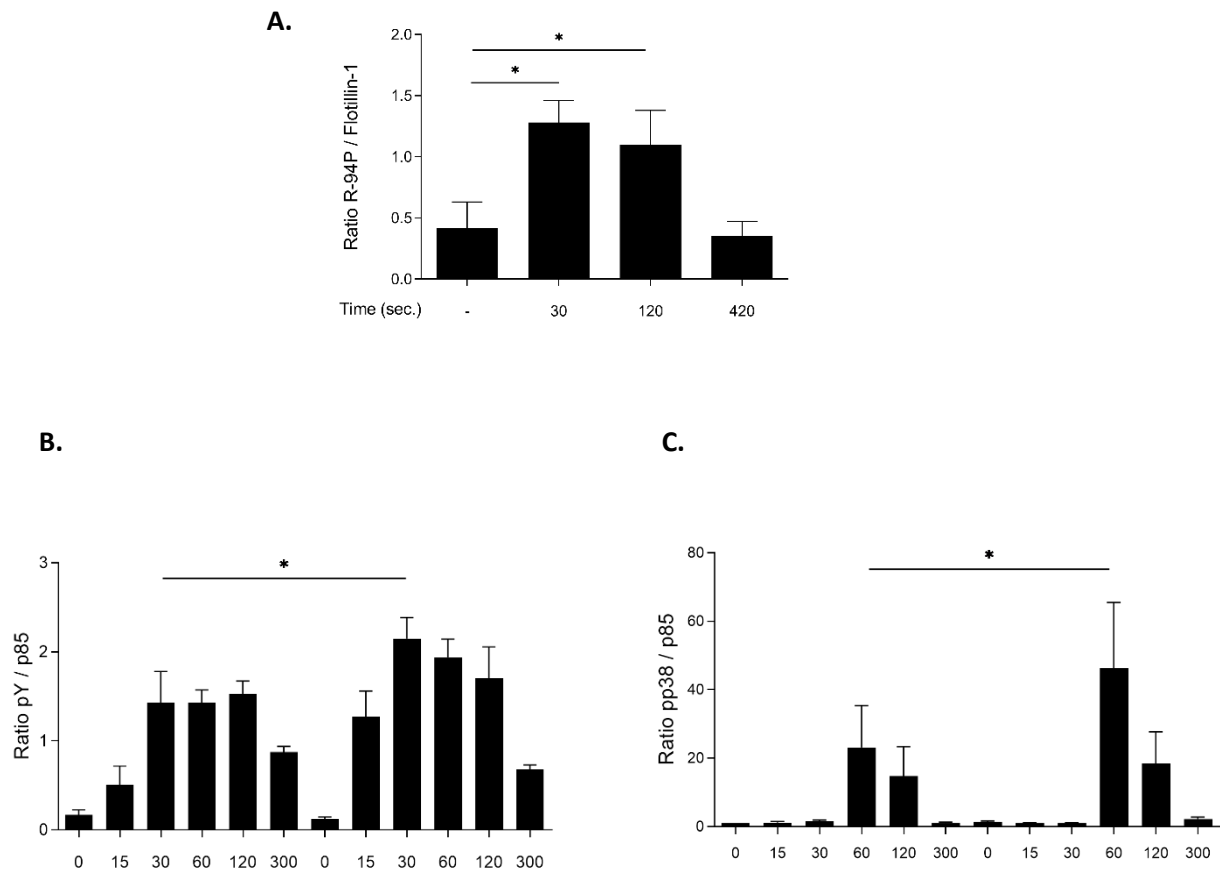 A.
2.0
1.5
1.0
0.5
0.0
Ratio R-94P / Flotillin-1
*
*
Time (sec.) - 30 120 420
B.
3
2
1
0
Ratio pY / p85
*
0 15 30 60 120 300 0 15 30 60 120 300
C.
80
60
40
20
0
Ratio pp38 / p85
*
0 15 30 60 120 300 0 15 30 60 120 300